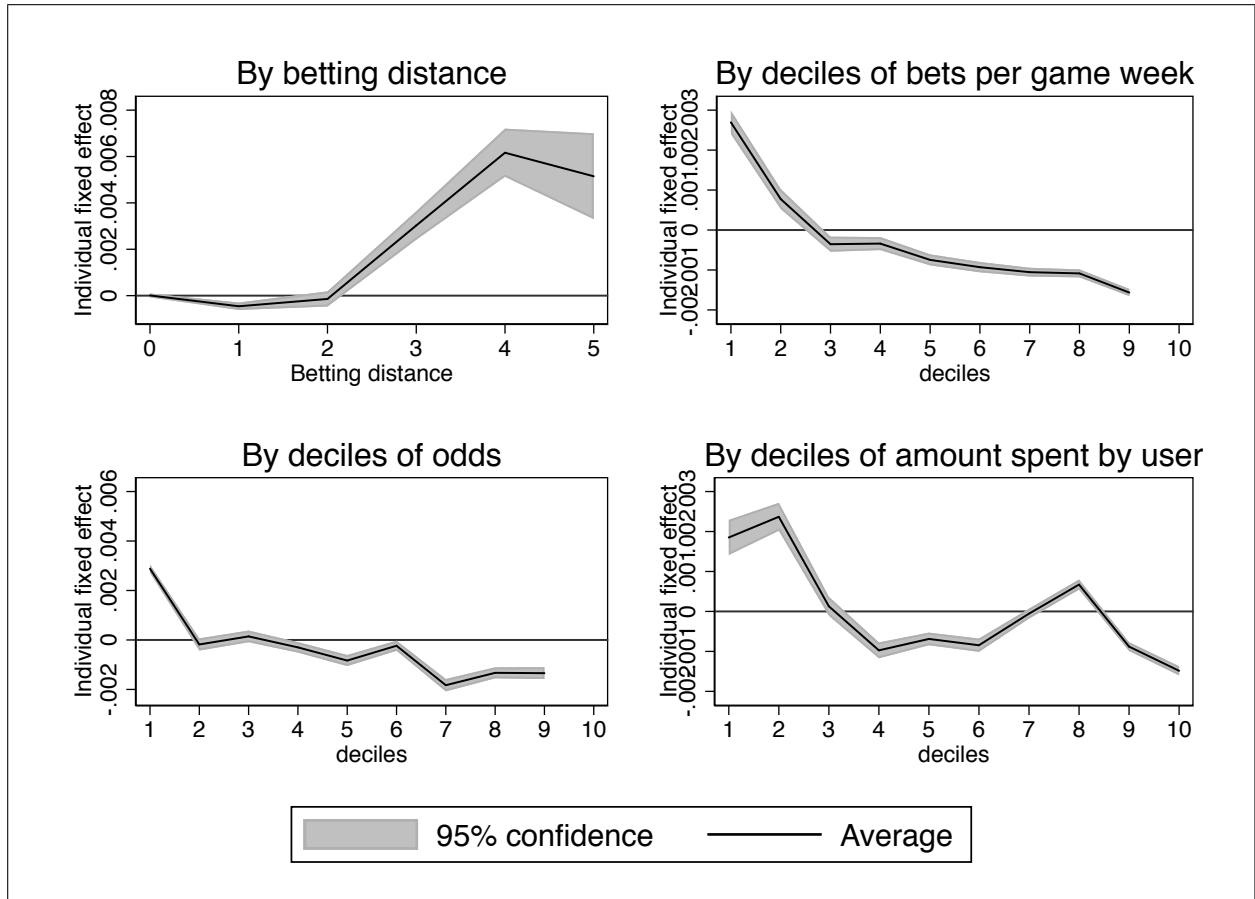 By betting distance
Individual fixed effect
0 .002 .004 .006 .008
0 1 2 3 4 5
Betting distance
By deciles of bets per game week
Individual fixed effect
-.002 -.001 0 .001 .002 .003
1 2 3 4 5 6 7 8 9 10
deciles
By deciles of odds
Individual fixed effect
-.002 0 .002 .004 .006
1 2 3 4 5 6 7 8 9 10
deciles
By deciles of amount spent by user
Individual fixed effect
-.002 -.001 0 .001 .002 .003
1 2 3 4 5 6 7 8 9 10
deciles
95% confidence Average